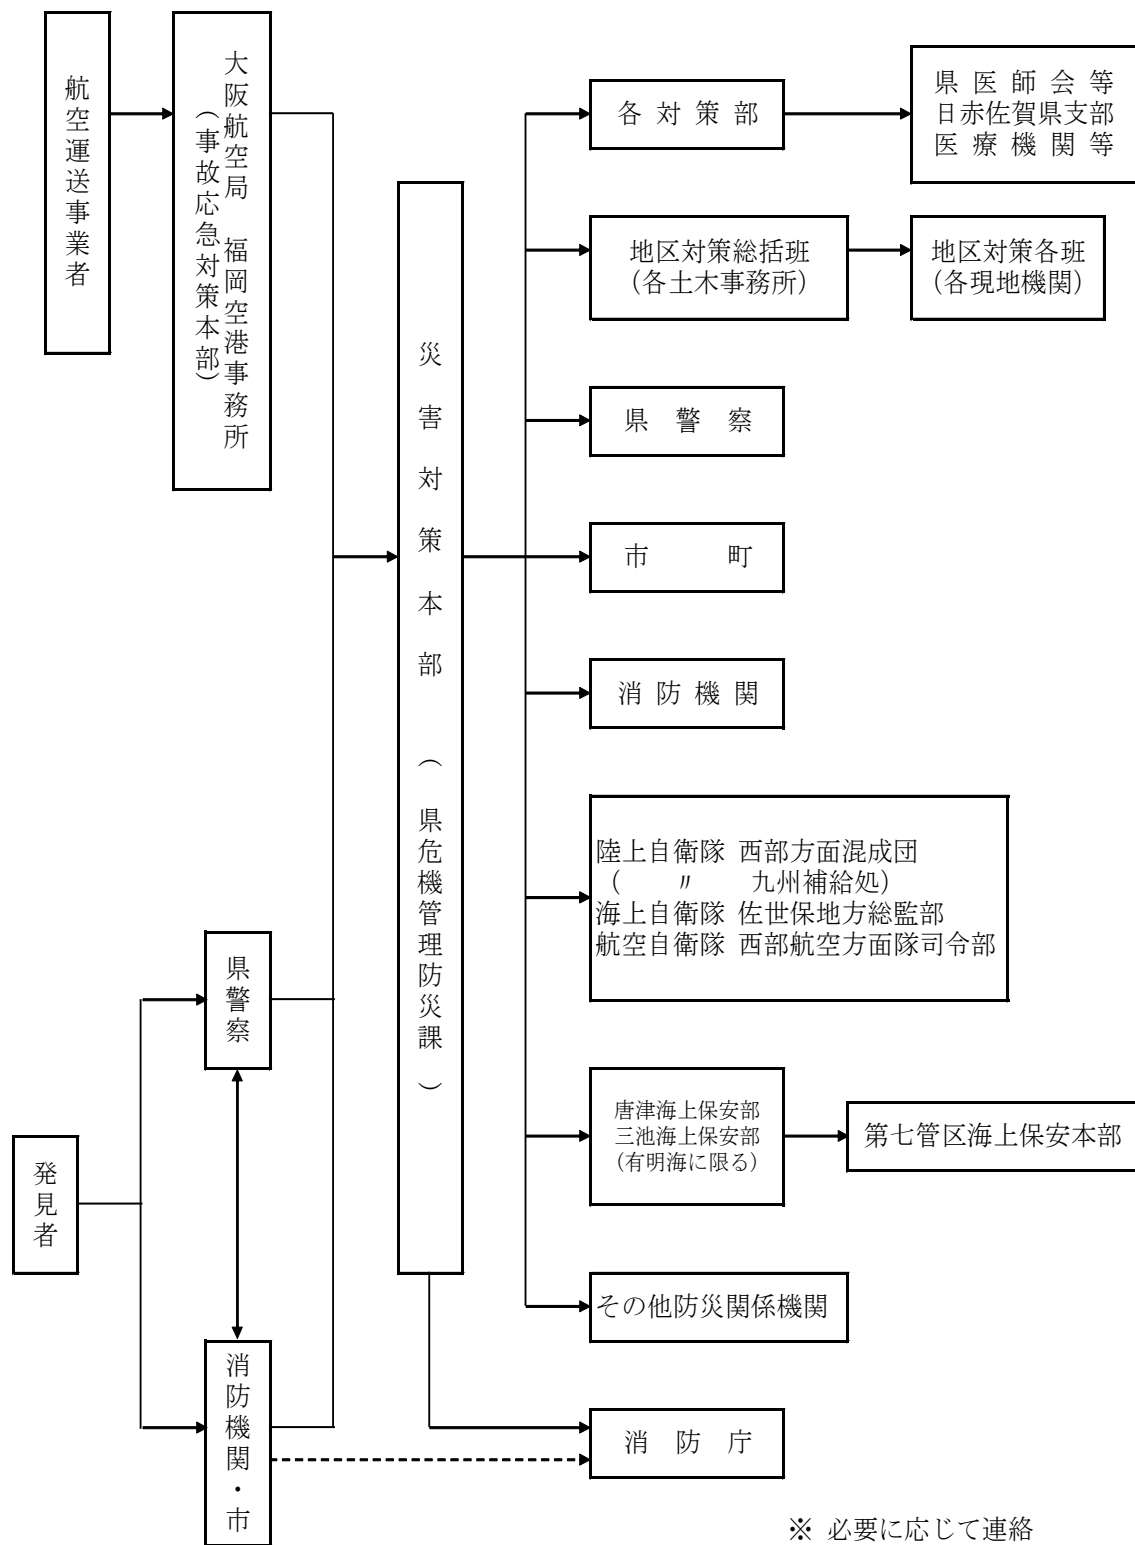 航空運送事業者
大阪航空局 福岡空港事務所
（事故応急対策本部）
災害対策本部 （県危機管理防災課）
県警察
発見者
消防機関・市
各対策部
県医師会等
日赤佐賀県支部
医療機関等
地区対策総括班
(各土木事務所)
地区対策各班
(各現地機関)
県警察
市町
消防機関
陸上自衛隊 西部方面混成団
（ 〃 九州補給処）
海上自衛隊 佐世保地方総監部
航空自衛隊 西部航空方面隊司令部
唐津海上保安部
三池海上保安部
(有明海に限る)
第七管区海上保安本部
その他防災関係機関
消防庁
※ 必要に応じて連絡